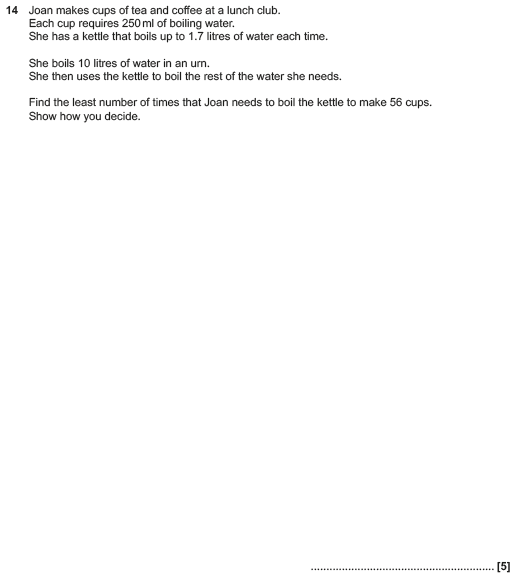 14 Joan makes cups of tea and coffee at a lunch club.
Each cup requires 250 ml of boiling water.
She has a kettle that boils up to 1.7 litres of water each time.
She boils 10 litres of water in an urn.
She then uses the kettle to boil the rest of the water she needs.
Find the least number of times that Joan needs to boil the kettle to make 56 cups.
Show how you decide.
............................................................ [5]